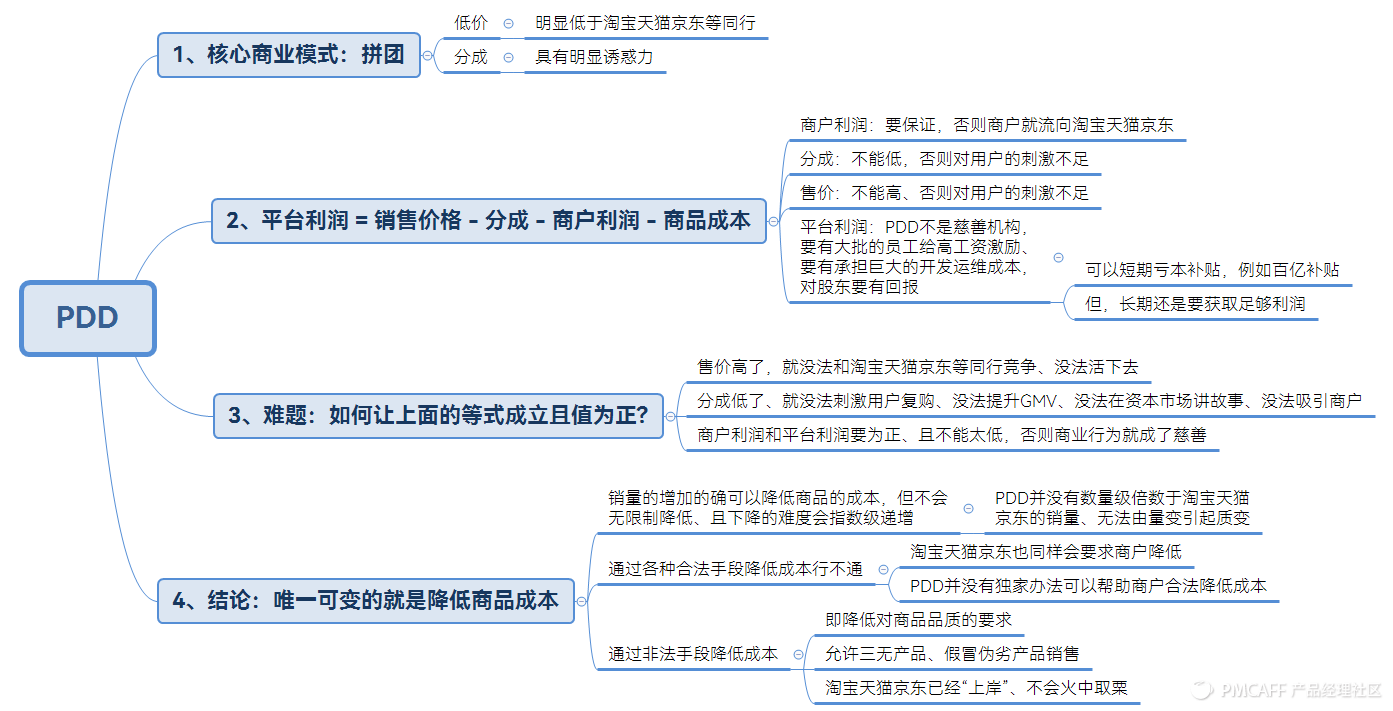 PDD
1、核心商业模式：拼团
低价
明显低于淘宝天猫京东等同行
分成
具有明显诱惑力
2、平台利润 = 销售价格 - 分成 - 商户利润 - 商品成本
商户利润：要保证，否则商户就流向淘宝天猫京东
分成：不能低，否则对用户的刺激不足
售价：不能高、否则对用户的刺激不足
平台利润：PDD不是慈善机构，
要有大批的员工给高工资激励、
要有承担巨大的开发运维成本，
对股东要有回报
可以短期亏本补贴，例如百亿补贴
但，长期还是要获取足够利润
3、难题：如何让上面的等式成立且值为正?
售价高了，就没法和淘宝天猫京东等同行竞争、没法活下去
分成低了、就没法刺激用户复购、没法提升GMV、没法在资本市场讲故事、没法吸引商户
商户利润和平台利润要为正、且不能太低，否则商业行为就成了慈善
4、结论：唯一可变的就是降低商品成本
销量的增加的确可以降低商品的成本，但不会
无限制降低、且下降的难度会指数级递增
PDD并没有数量级倍数于淘宝天猫
京东的销量、无法由量变引起质变
通过各种合法手段降低成本行不通
淘宝天猫京东也同样会要求商户降低
PDD并没有独家办法可以帮助商户合法降低成本
通过非法手段降低成本
即降低对商品品质的要求
允许三无产品、假冒伪劣产品销售
淘宝天猫京东已经“上岸”、不会火中取栗
PMCAFF 产品经理社区